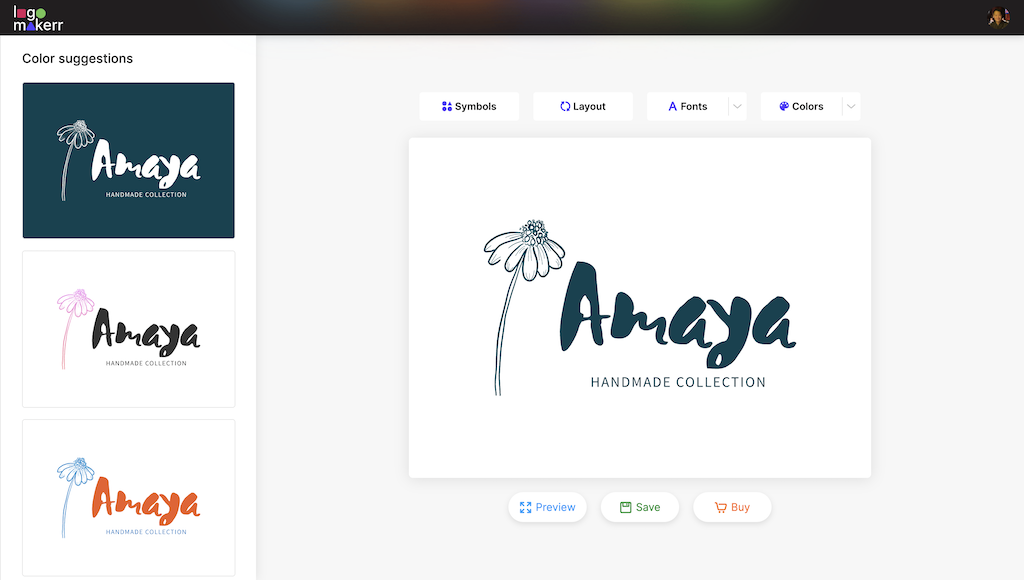 logo
makerr
Color suggestions
Amaya
HANDMADE COLLECTION
Amaya
HANDMADE COLLECTION
Amaya
HANDMADE COLLECTION
Symbols
Layout
Fonts
Colors
Amaya
HANDMADE COLLECTION
Preview
Save
Buy